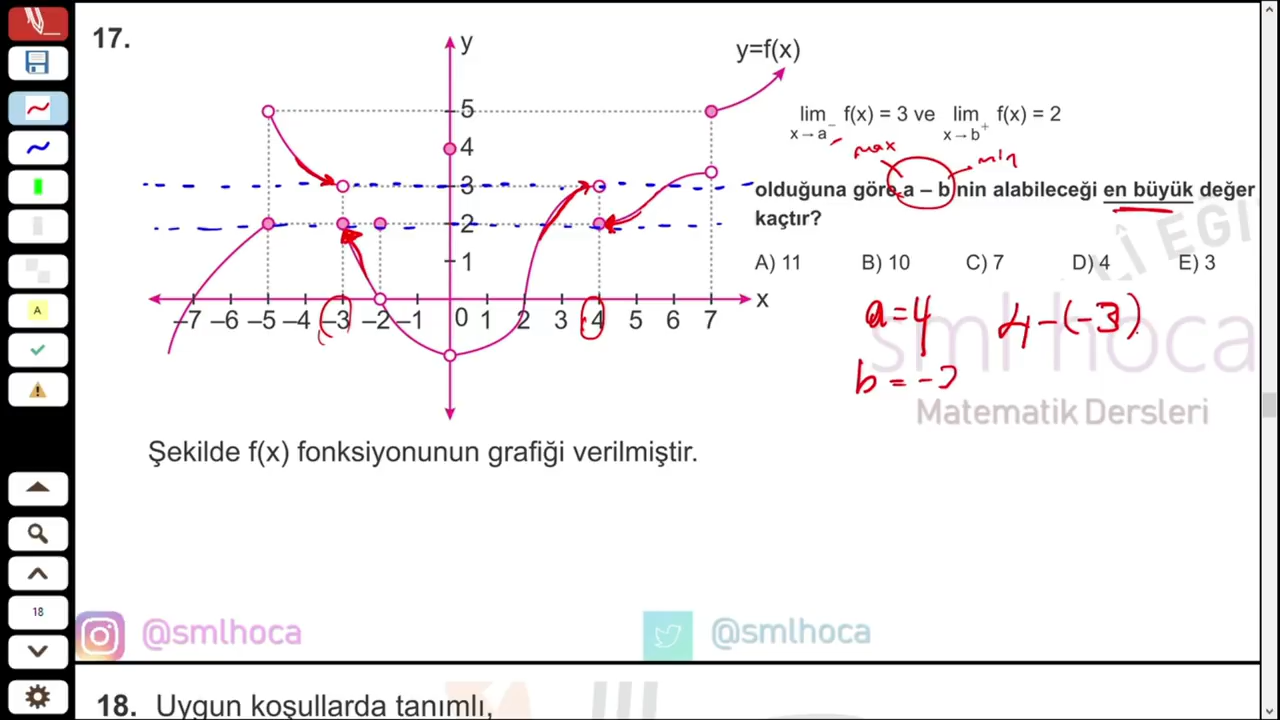 17.
y
y=f(x)
5
4
3
2
1
x
–7 –6 –5 –4 –3 –2 –1 0 1 2 3 4 5 6 7
lim f(x) = 3 ve lim f(x) = 2
x → a⁻ x → b⁺
max min
olduğuna göre a – b nin alabileceği en büyük değer
kaçtır?
A) 11 B) 10 C) 7 D) 4 E) 3
a = 4 4 – (–3)
b = –3
LÎ EĞİ
sml hoca
Matematik Dersleri
Şekilde f(x) fonksiyonunun grafiği verilmiştir.
A
18
@smlhoca @smlhoca
18. Uygun koşullarda tanımlı,